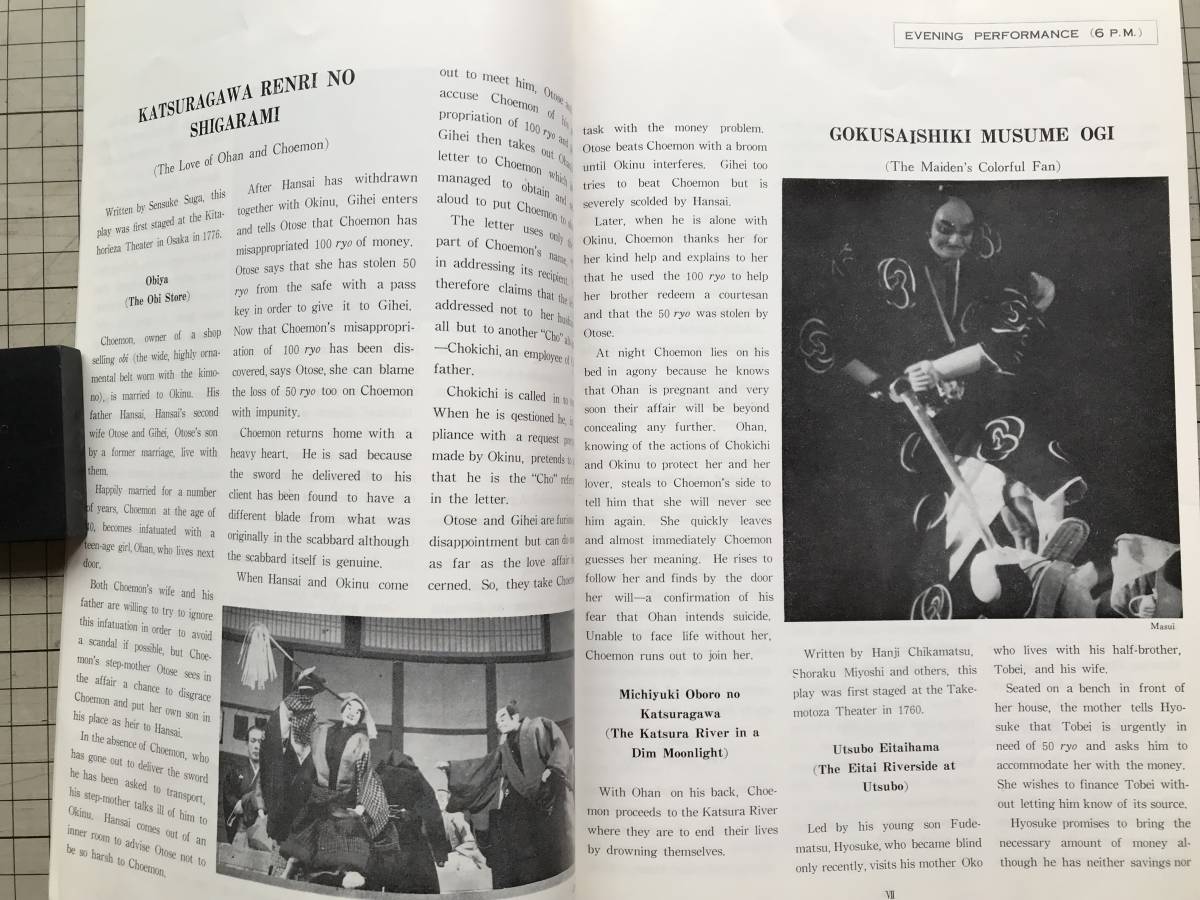 KATSURAGAWA RENRI NO
SHIGARAMI
(The Love of Ohan and Choemon)
Written by Sensuke Suga, this
play was first staged at the Kita-
horieza Theater in Osaka in 1776.
Obiya
(The Obi Store)
Choemon, owner of a shop
selling obi (the wide, highly orna-
mental belt worn with the kimo-
no), is married to Okinu. His
father Hansai, Hansai's second
wife Otose and Gihei, Otose's son
by a former marriage, live with
them.
Happily married for a number
of years, Choemon at the age of
becomes infatuated with a
teen-age girl, Ohan, who lives next
door.
Both Choemon's wife and his
father are willing to try to ignore
this infatuation in order to avoid
a scandal if possible, but Choe-
mon's step-mother Otose sees in
the affair a chance to disgrace
Choemon and put her own son in
his place as heir to Hansai.
In the absence of Choemon, who
has gone out to deliver the sword
he has been asked to transport,
his step-mother talks ill of him to
Okinu. Hansai comes out of an
inner room to advise Otose not to
be so harsh to Choemon.
After Hansai has withdrawn
together with Okinu, Gihei enters
and tells Otose that Choemon has
misappropriated 100 ryo of money.
Otose says that she has stolen 50
ryo from the safe with a pass
key in order to give it to Gihei.
Now that Choemon's misappropri-
ation of 100 ryo has been dis-
covered, says Otose, she can blame
the loss of 50 ryo too on Choemon
with impunity.
Choemon returns home with a
heavy heart. He is sad because
the sword he delivered to his
client has been found to have a
different blade from what was
originally in the scabbard although
the scabbard itself is genuine.
When Hansai and Okinu come
out to meet him, Otose
accuse Choemon of
propriation of 100 ryo
Gihei then takes out
letter to Choemon which
managed to obtain and
aloud to put Choemon to
The letter uses only
part of Choemon's name,
in addressing its recipient.
therefore claims that the
addressed not to her
all but to another "Cho"
—Chokichi, an employee of
father.
Chokichi is called in to
When he is qestioned he,
pliance with a request
made by Okinu, pretends
that he is the "Cho"
in the letter.
Otose and Gihei are
disappointment but can
as far as the love affair
cerned. So, they take
EVENING PERFORMANCE (6 P.M.)
task with the money problem.
Otose beats Choemon with a broom
until Okinu interferes. Gihei too
tries to beat Choemon but is
severely scolded by Hansai.
Later, when he is alone with
Okinu, Choemon thanks her for
her kind help and explains to her
that he used the 100 ryo to help
her brother redeem a courtesan
and that the 50 ryo was stolen by
Otose.
At night Choemon lies on his
bed in agony because he knows
that Ohan is pregnant and very
soon their affair will be beyond
concealing any further. Ohan,
knowing of the actions of Chokichi
and Okinu to protect her and her
lover, steals to Choemon's side to
tell him that she will never see
him again. She quickly leaves
and almost immediately Choemon
guesses her meaning. He rises to
follow her and finds by the door
her will—a confirmation of his
fear that Ohan intends suicide.
Unable to face life without her,
Choemon runs out to join her.
Michiyuki Oboro no
Katsuragawa
(The Katsura River in a
Dim Moonlight)
With Ohan on his back, Choe-
mon proceeds to the Katsura River
where they are to end their lives
by drowning themselves.
GOKUSAISHIKI MUSUME OGI
(The Maiden's Colorful Fan)
Masui
Written by Hanji Chikamatsu,
Shoraku Miyoshi and others, this
play was first staged at the Take-
motoza Theater in 1760.
Utsubo Eitaihama
(The Eitai Riverside at
Utsubo)
Led by his young son Fude-
matsu, Hyosuke, who became blind
only recently, visits his mother Oko
who lives with his half-brother,
Tobei, and his wife.
Seated on a bench in front of
her house, the mother tells Hyo-
suke that Tobei is urgently in
need of 50 ryo and asks him to
accommodate her with the money.
She wishes to finance Tobei with-
out letting him know of its source.
Hyosuke promises to bring the
necessary amount of money al-
though he has neither savings nor
Ⅶ